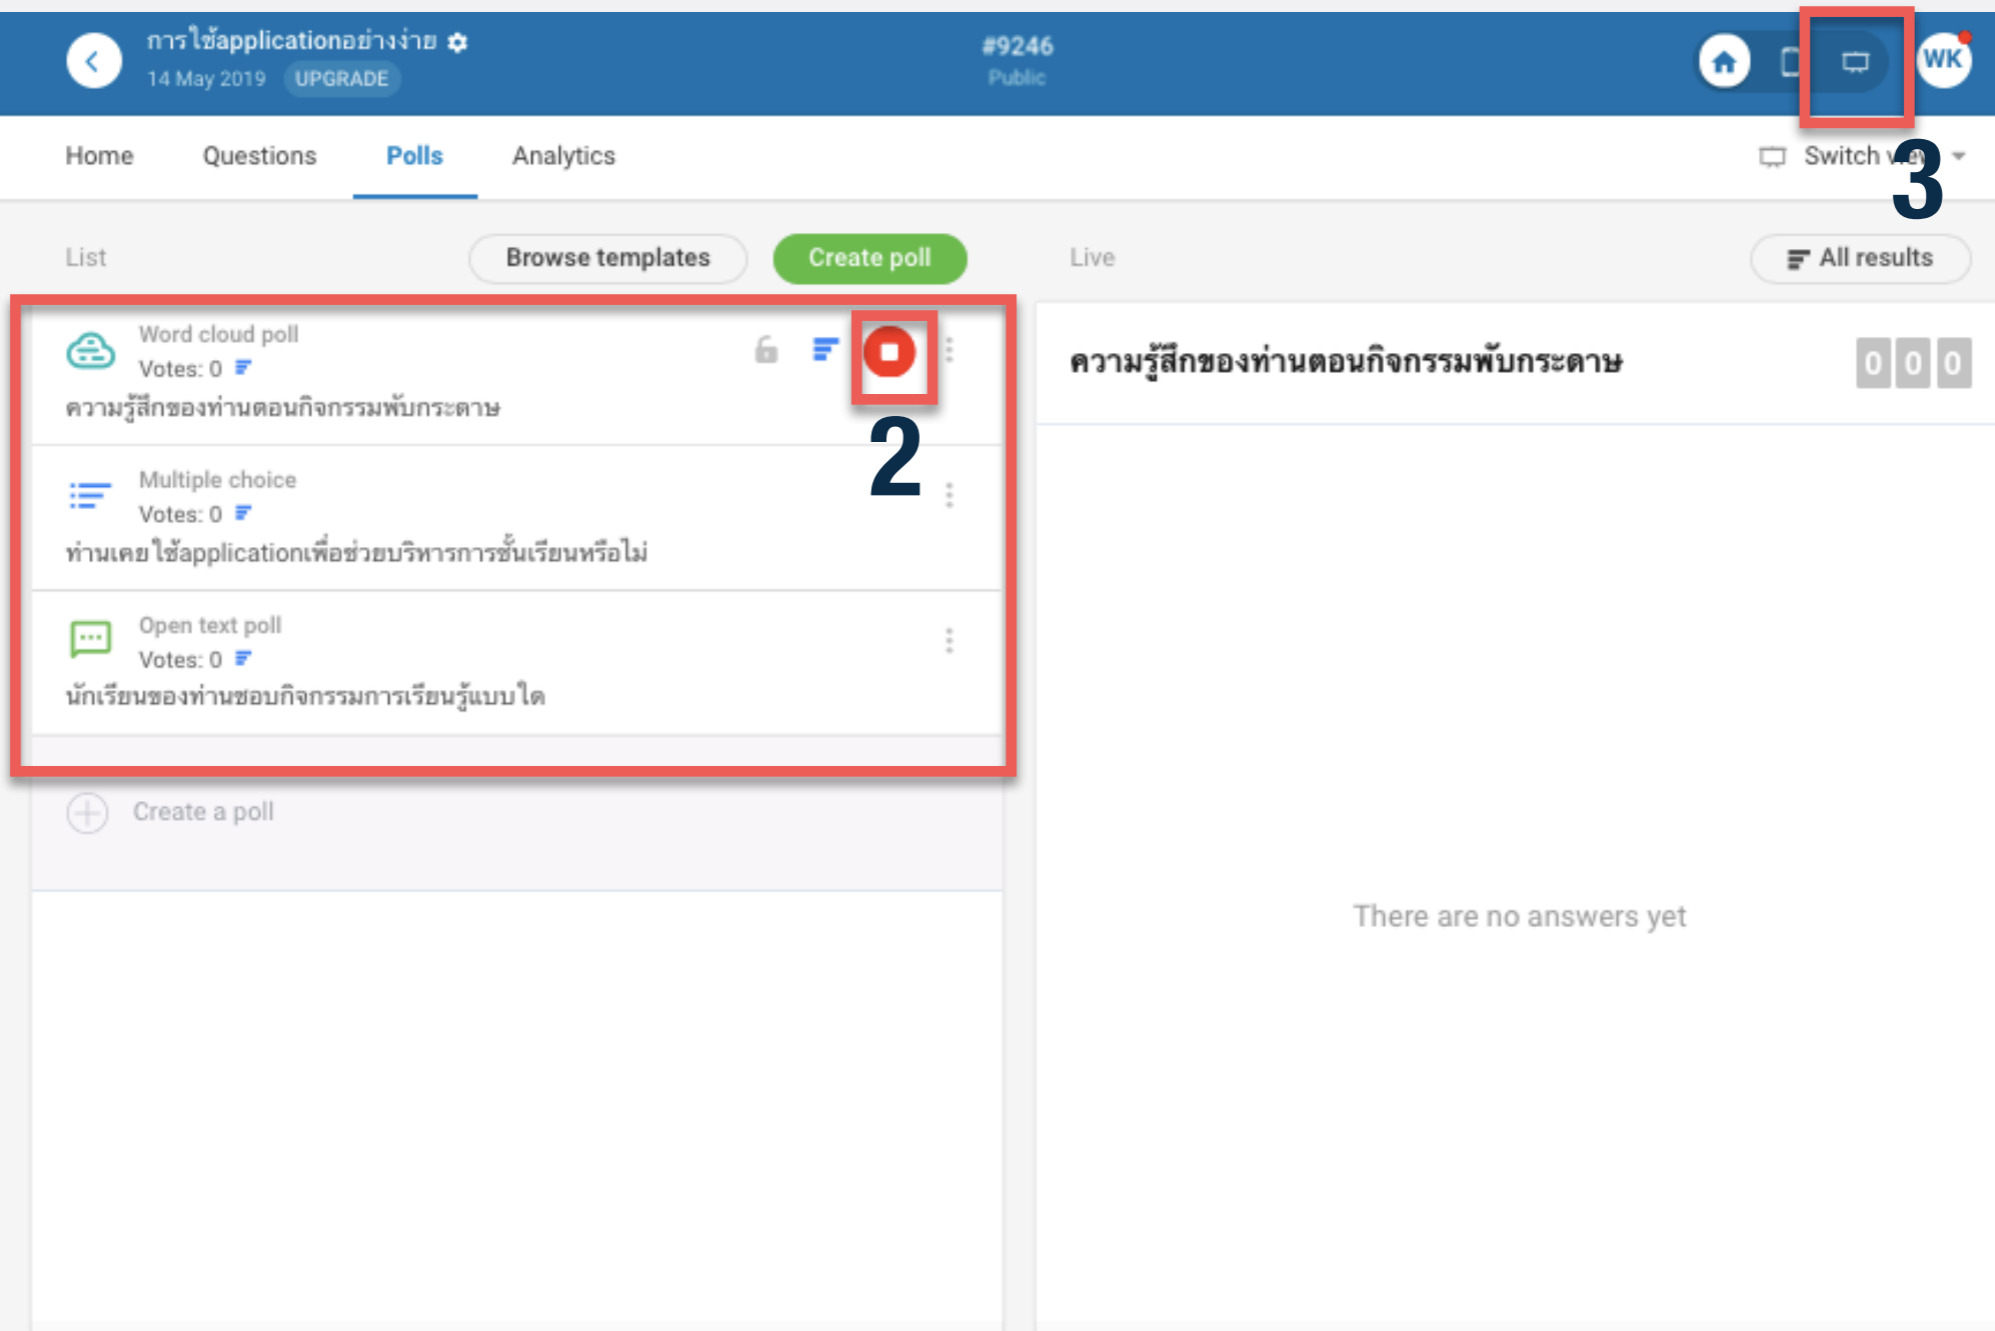 การใช้applicationอย่างง่าย
14 May 2019 UPGRADE
#9246
Public
WK
3
Home Questions Polls Analytics
Switch view
List Browse templates Create poll
Live All results
Word cloud poll
Votes: 0
ความรู้สึกของท่านตอนกิจกรรมพับกระดาษ
2
Multiple choice
Votes: 0
ท่านเคยใช้applicationเพื่อช่วยบริหารการชั้นเรียนหรือไม่
Open text poll
Votes: 0
นักเรียนของท่านชอบกิจกรรมการเรียนรู้แบบใด
Create a poll
ความรู้สึกของท่านตอนกิจกรรมพับกระดาษ
0 0 0
There are no answers yet